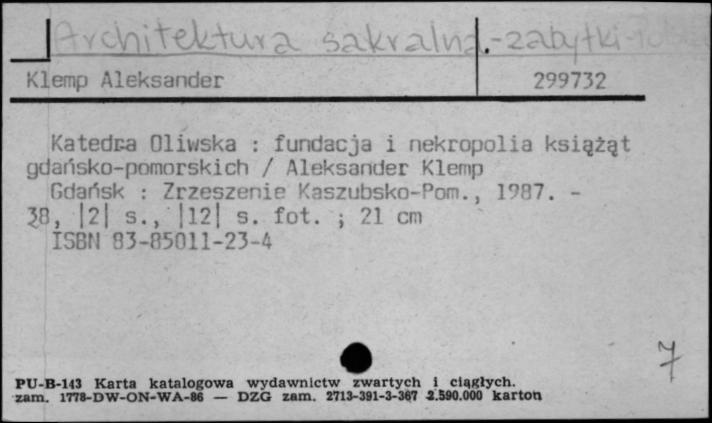 Architektura sakralna.-zabytki-
Klemp Aleksander 299732
Katedra Oliwska : fundacja i nekropolia książąt
gdańsko-pomorskich / Aleksander Klemp
Gdańsk : Zrzeszenie Kaszubsko-Pom., 1987. -
38, |2| s., |12| s. fot. ; 21 cm
ISBN 83-85011-23-4
7
PU-B-143 Karta katalogowa wydawnictw zwartych i ciągłych.
zam. 1778-DW-ON-WA-86 — DZG zam. 2713-391-3-367 2.590.000 karton